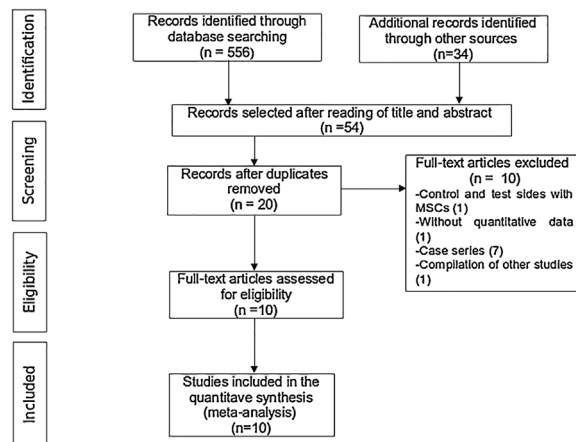 Identification
Records identified through
database searching
(n = 556)
Additional records identified
through other sources
(n=34)
Records selected after reading of title and abstract
(n =54)
Screening
Records after duplicates
removed
(n = 20)
Full-text articles excluded
(n = 10)
-Control and test sides with
MSCs (1)
-Without quantitative data
(1)
-Case series (7)
-Compilation of other studies
(1)
Eligibility
Full-text articles assessed
for eligibility
(n =10)
Included
Studies included in the
quantitave synthesis
(meta-analysis)
(n=10)